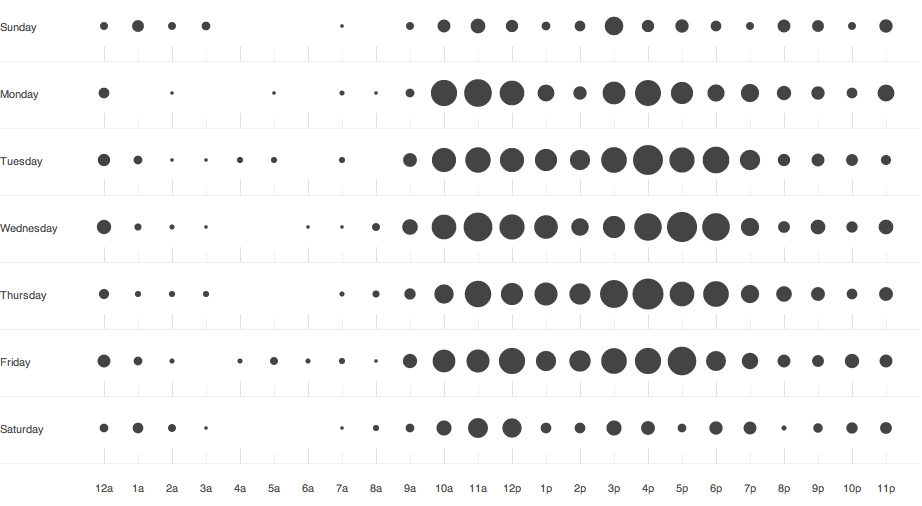 Sunday
Monday
Tuesday
Wednesday
Thursday
Friday
Saturday
12a 1a 2a 3a 4a 5a 6a 7a 8a 9a 10a 11a 12p 1p 2p 3p 4p 5p 6p 7p 8p 9p 10p 11p